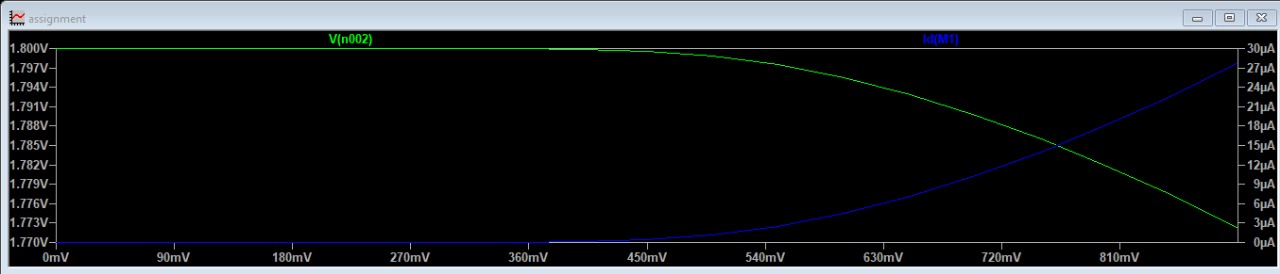 assignment
V(n002) Id(M1)
1.800V 30µA
1.797V 27µA
1.794V 24µA
1.791V 21µA
1.788V 18µA
1.785V 15µA
1.782V 12µA
1.779V 9µA
1.776V 6µA
1.773V 3µA
1.770V 0µA
0mV 90mV 180mV 270mV 360mV 450mV 540mV 630mV 720mV 810mV